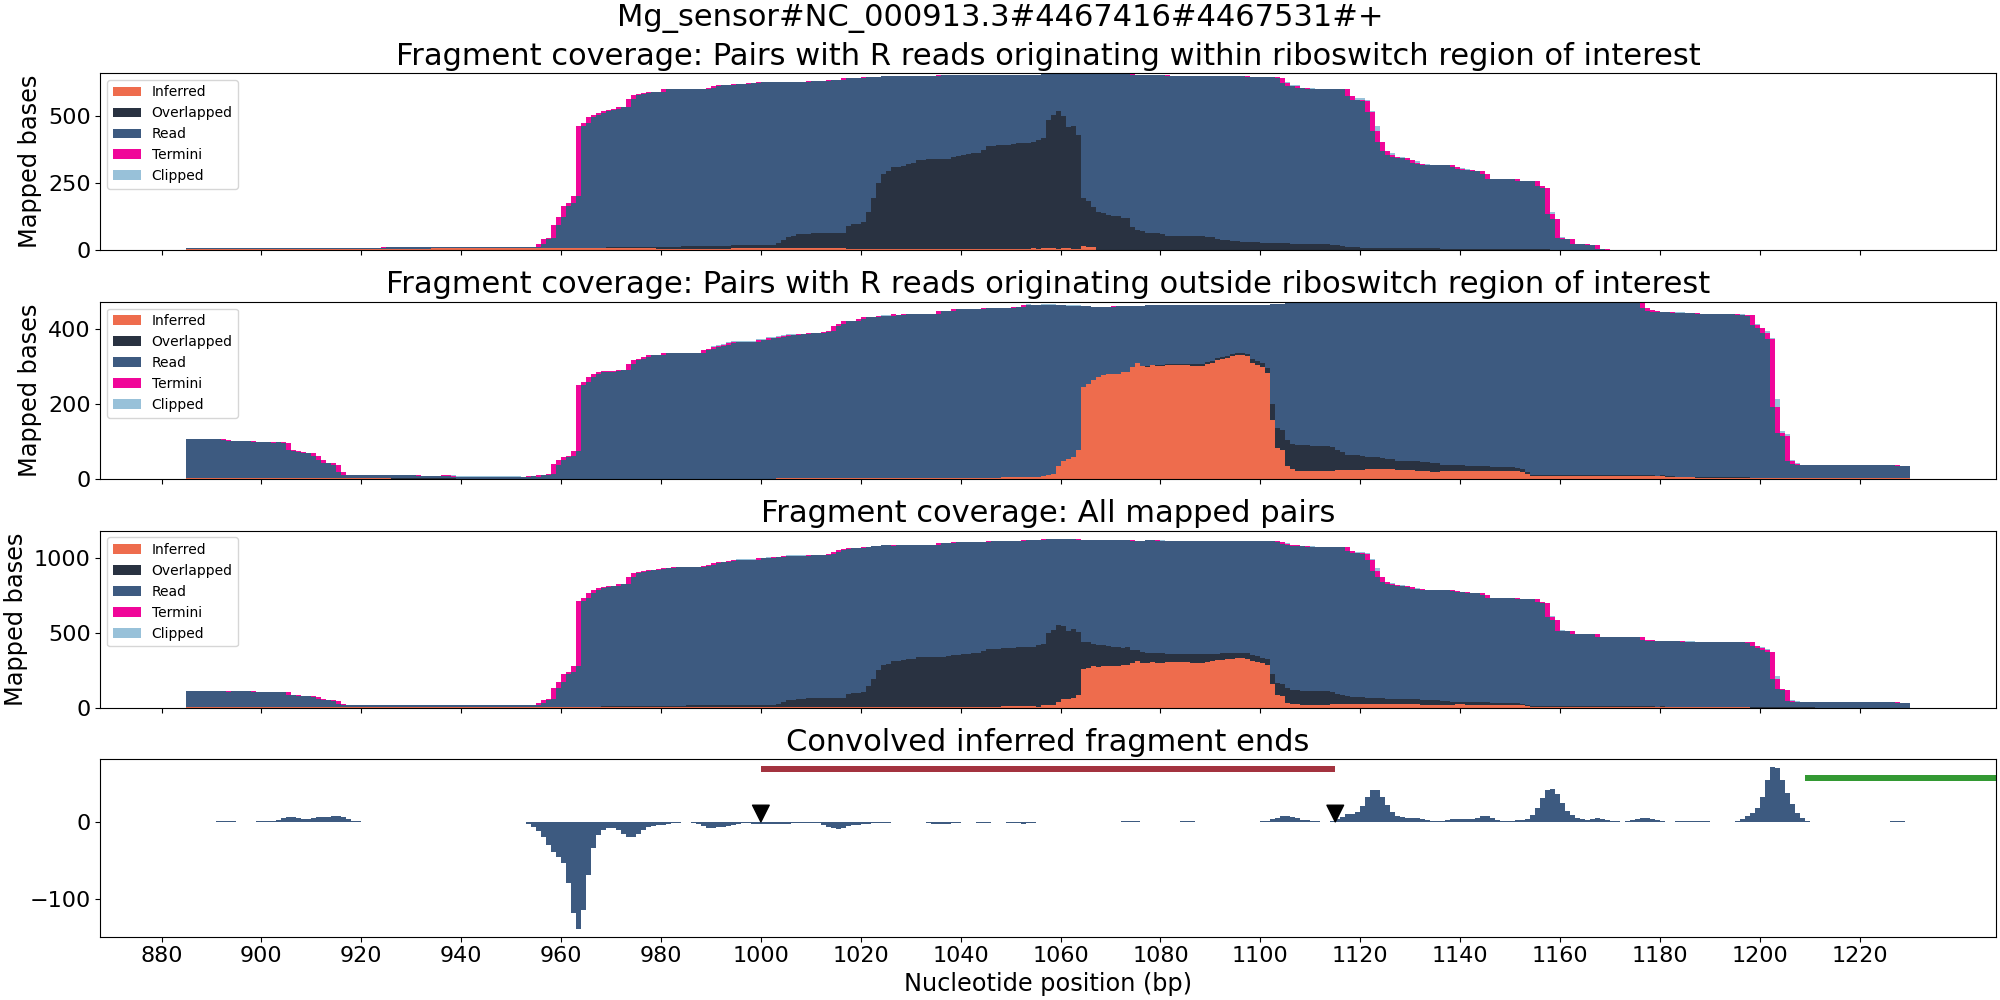 Mg_sensor#NC_000913.3#4467416#4467531#+
Fragment coverage: Pairs with R reads originating within riboswitch region of interest
Mapped bases
500
250
0
Inferred
Overlapped
Read
Termini
Clipped
Fragment coverage: Pairs with R reads originating outside riboswitch region of interest
Mapped bases
400
200
0
Inferred
Overlapped
Read
Termini
Clipped
Fragment coverage: All mapped pairs
Mapped bases
1000
500
0
Inferred
Overlapped
Read
Termini
Clipped
Convolved inferred fragment ends
0
−100
880 900 920 940 960 980 1000 1020 1040 1060 1080 1100 1120 1140 1160 1180 1200 1220
Nucleotide position (bp)